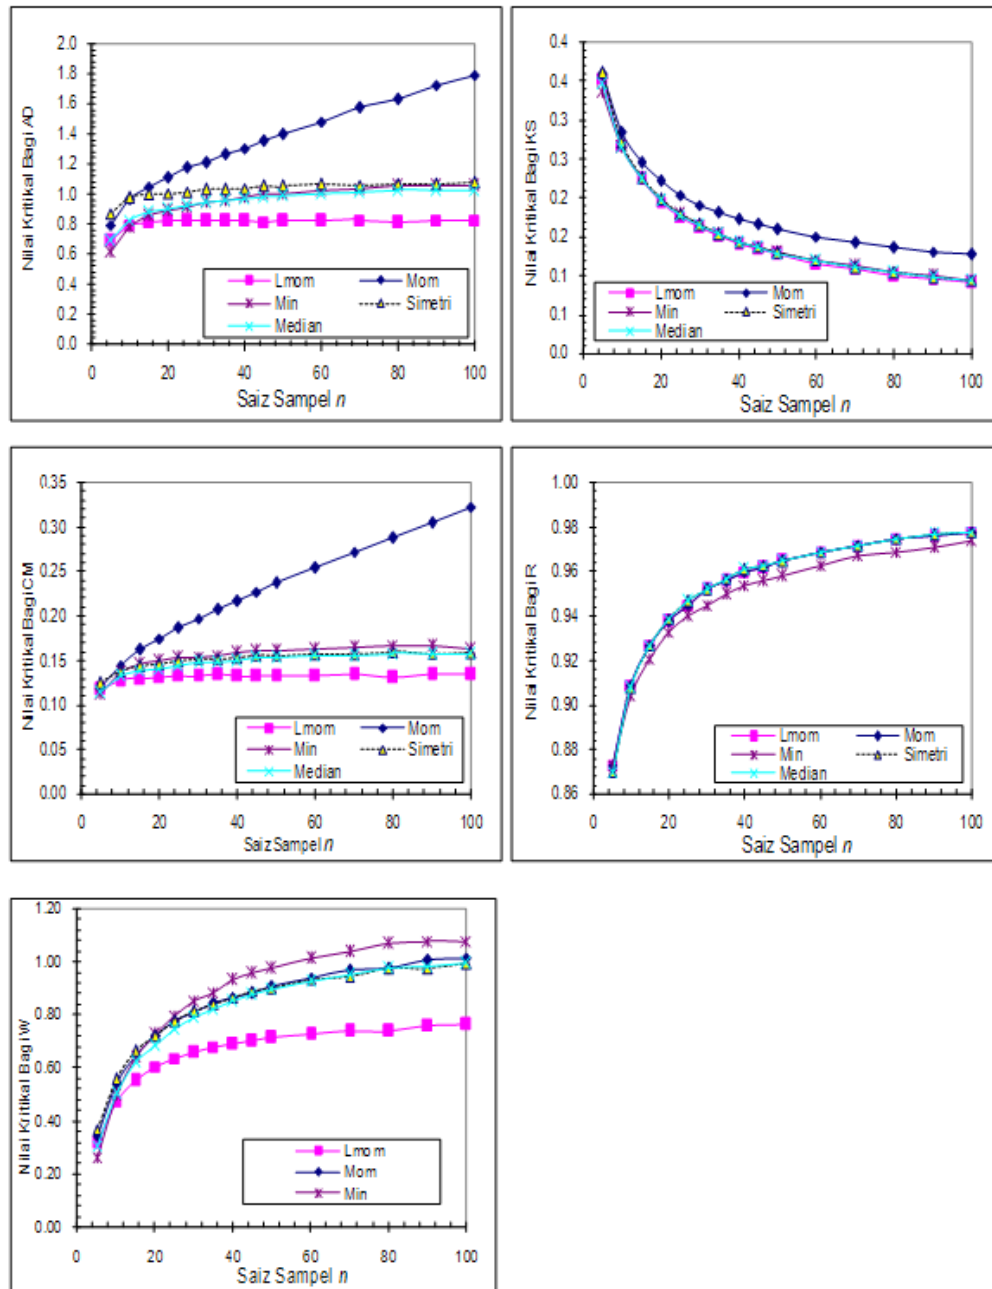 Nilai Kritikal Bagi AD
2.0
1.8
1.6
1.4
1.2
1.0
0.8
0.6
0.4
0.2
0.0
Lmom Mom
Min Simetri
Median
0 20 40 60 80 100
Saiz Sampel n
Nilai Kritikal Bagi KS
0.4
0.4
0.3
0.3
0.2
0.2
0.1
0.1
0.0
Lmom Mom
Min Simetri
Median
0 20 40 60 80 100
Saiz Sampel n
Nilai Kritikal Bagi CM
0.35
0.30
0.25
0.20
0.15
0.10
0.05
0.00
Lmom Mom
Min Simetri
Median
0 20 40 60 80 100
Saiz Sampel n
Nilai Kritikal Bagi R
1.00
0.98
0.96
0.94
0.92
0.90
0.88
0.86
Lmom Mom
Min Simetri
Median
0 20 40 60 80 100
Saiz Sampel n
Nilai Kritikal Bagi W
1.20
1.00
0.80
0.60
0.40
0.20
0.00
Lmom
Mom
Min
0 20 40 60 80 100
Saiz Sampel n